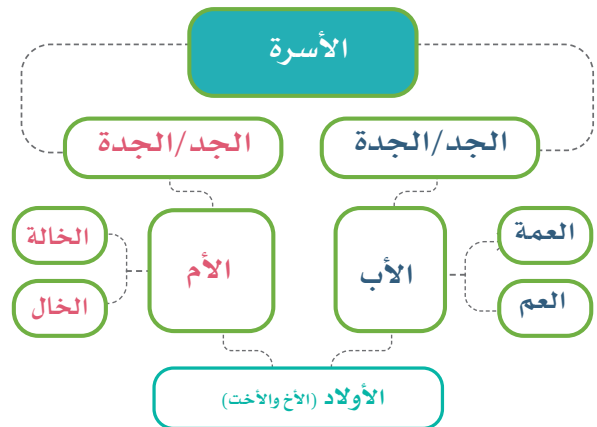 الأسرة
الجد/الجدة
الجد/الجدة
العمة
العم
الأب
الأم
الخالة
الخال
الأولاد (الأخ والأخت)